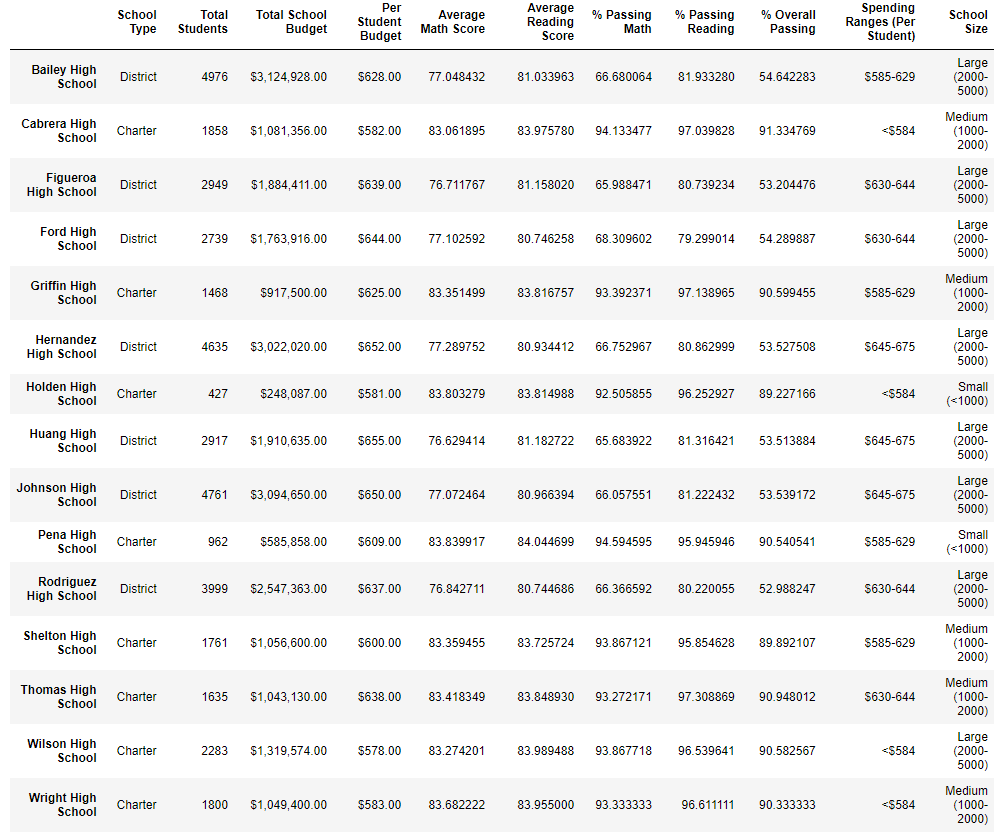 School Type | Total Students | Total School Budget | Per Student Budget | Average Math Score | Average Reading Score | % Passing Math | % Passing Reading | % Overall Passing | Spending Ranges (Per Student) | School Size
Bailey High School | District | 4976 | $3,124,928.00 | $628.00 | 77.048432 | 81.033963 | 66.680064 | 81.933280 | 54.642283 | $585-629 | Large (2000-5000)
Cabrera High School | Charter | 1858 | $1,081,356.00 | $582.00 | 83.061895 | 83.975780 | 94.133477 | 97.039828 | 91.334769 | <$584 | Medium (1000-2000)
Figueroa High School | District | 2949 | $1,884,411.00 | $639.00 | 76.711767 | 81.158020 | 65.988471 | 80.739234 | 53.204476 | $630-644 | Large (2000-5000)
Ford High School | District | 2739 | $1,763,916.00 | $644.00 | 77.102592 | 80.746258 | 68.309602 | 79.299014 | 54.289887 | $630-644 | Large (2000-5000)
Griffin High School | Charter | 1468 | $917,500.00 | $625.00 | 83.351499 | 83.816757 | 93.392371 | 97.138965 | 90.599455 | $585-629 | Medium (1000-2000)
Hernandez High School | District | 4635 | $3,022,020.00 | $652.00 | 77.289752 | 80.934412 | 66.752967 | 80.862999 | 53.527508 | $645-675 | Large (2000-5000)
Holden High School | Charter | 427 | $248,087.00 | $581.00 | 83.803279 | 83.814988 | 92.505855 | 96.252927 | 89.227166 | <$584 | Small (<1000)
Huang High School | District | 2917 | $1,910,635.00 | $655.00 | 76.629414 | 81.182722 | 65.683922 | 81.316421 | 53.513884 | $645-675 | Large (2000-5000)
Johnson High School | District | 4761 | $3,094,650.00 | $650.00 | 77.072464 | 80.966394 | 66.057551 | 81.222432 | 53.539172 | $645-675 | Large (2000-5000)
Pena High School | Charter | 962 | $585,858.00 | $609.00 | 83.839917 | 84.044699 | 94.594595 | 95.945946 | 90.540541 | $585-629 | Small (<1000)
Rodriguez High School | District | 3999 | $2,547,363.00 | $637.00 | 76.842711 | 80.744686 | 66.366592 | 80.220055 | 52.988247 | $630-644 | Large (2000-5000)
Shelton High School | Charter | 1761 | $1,056,600.00 | $600.00 | 83.359455 | 83.725724 | 93.867121 | 95.854628 | 89.892107 | $585-629 | Medium (1000-2000)
Thomas High School | Charter | 1635 | $1,043,130.00 | $638.00 | 83.418349 | 83.848930 | 93.272171 | 97.308869 | 90.948012 | $630-644 | Medium (1000-2000)
Wilson High School | Charter | 2283 | $1,319,574.00 | $578.00 | 83.274201 | 83.989488 | 93.867718 | 96.539641 | 90.582567 | <$584 | Large (2000-5000)
Wright High School | Charter | 1800 | $1,049,400.00 | $583.00 | 83.682222 | 83.955000 | 93.333333 | 96.611111 | 90.333333 | <$584 | Medium (1000-2000)